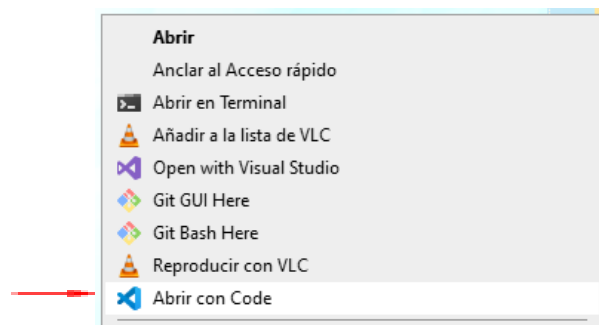 Abrir
Anclar al Acceso rápido
Abrir en Terminal
Añadir a la lista de VLC
Open with Visual Studio
Git GUI Here
Git Bash Here
Reproducir con VLC
Abrir con Code